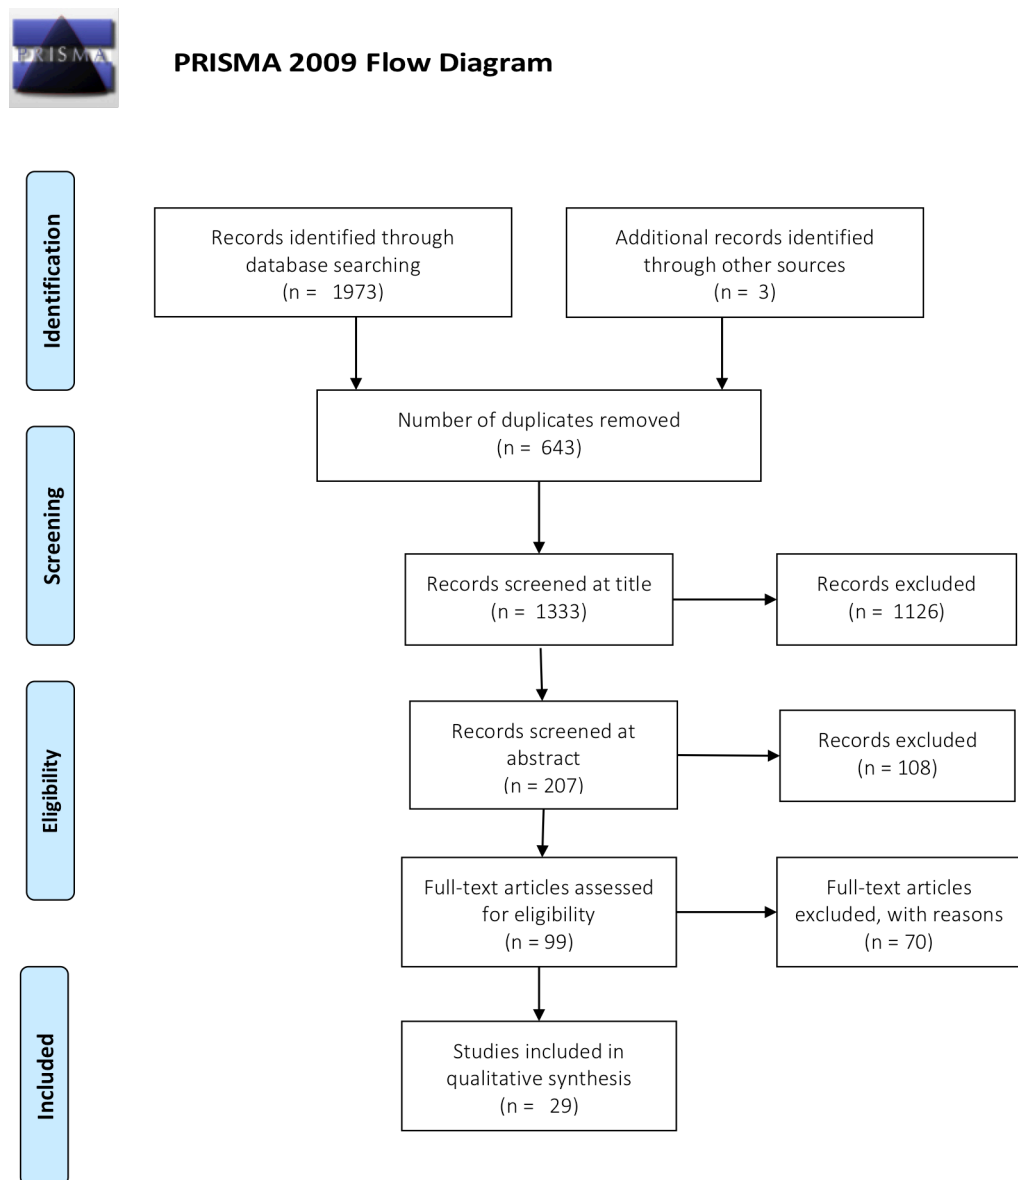 PRISMA
PRISMA 2009 Flow Diagram
Identification
Records identified through
database searching
(n = 1973)
Additional records identified
through other sources
(n = 3)
Number of duplicates removed
(n = 643)
Screening
Records screened at title
(n = 1333)
Records excluded
(n = 1126)
Eligibility
Records screened at
abstract
(n = 207)
Records excluded
(n = 108)
Full-text articles assessed
for eligibility
(n = 99)
Full-text articles
excluded, with reasons
(n = 70)
Included
Studies included in
qualitative synthesis
(n = 29)